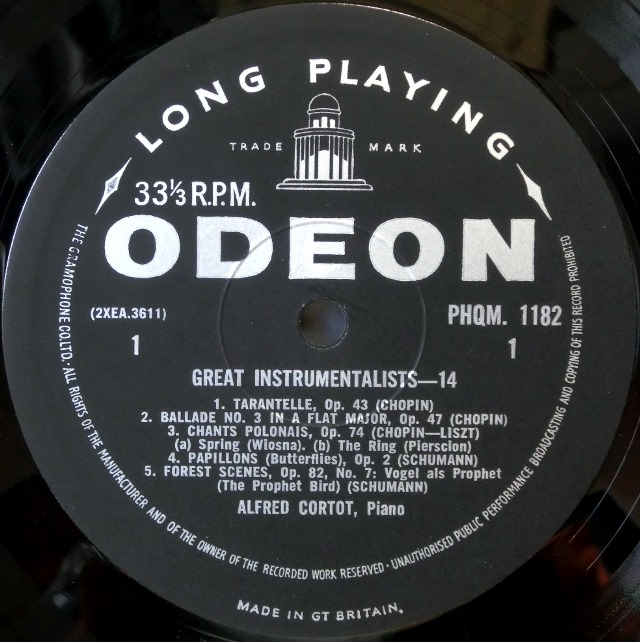 LONG PLAYING
TRADE MARK
33⅓ R.P.M.
ODEON
(2XEA.3611)
PHQM. 1182
1
1
GREAT INSTRUMENTALISTS—14
1. TARANTELLE, Op. 43 (CHOPIN)
2. BALLADE NO. 3 IN A FLAT MAJOR, Op. 47 (CHOPIN)
3. CHANTS POLONAIS, Op. 74 (CHOPIN—LISZT)
(a) Spring (Wiosna). (b) The Ring (Pierscion)
4. PAPILLONS (Butterflies), Op. 2 (SCHUMANN)
5. FOREST SCENES, Op. 82, No. 7: Vogel als Prophet
(The Prophet Bird) (SCHUMANN)
ALFRED CORTOT, Piano
THE GRAMOPHONE CO. LTD. · ALL RIGHTS OF THE MANUFACTURER AND OF THE OWNER OF THE RECORDED WORK RESERVED · UNAUTHORISED PUBLIC PERFORMANCE BROADCASTING AND COPYING OF THIS RECORD PROHIBITED
MADE IN GT BRITAIN.